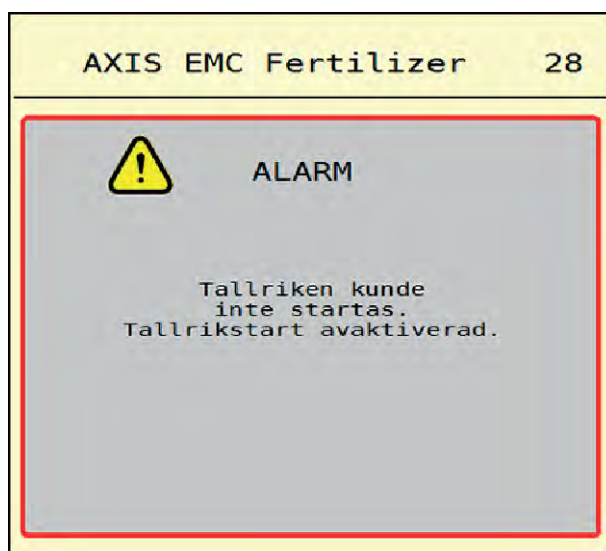 AXIS EMC Fertilizer 28
ALARM
Tallriken kunde
inte startas.
Tallrikstart avaktiverad.